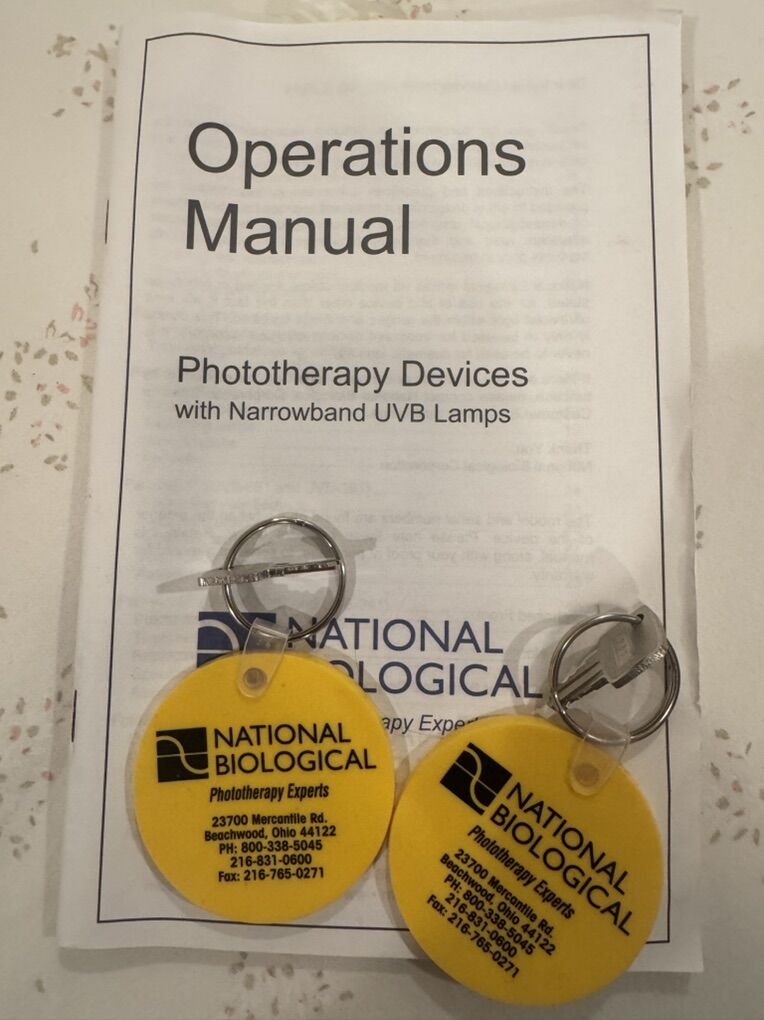 Operations
Manual
Phototherapy Devices
with Narrowband UVB Lamps
NATIONAL
BIOLOGICAL
NATIONAL
BIOLOGICAL
Phototherapy Experts
23700 Mercantile Rd.
Beachwood, Ohio 44122
PH: 800-338-5045
216-831-0600
Fax: 216-765-0271
NATIONAL
BIOLOGICAL
Phototherapy Experts
23700 Mercantile Rd.
Beachwood, Ohio 44122
PH: 800-338-5045
216-831-0600
Fax: 216-765-0271